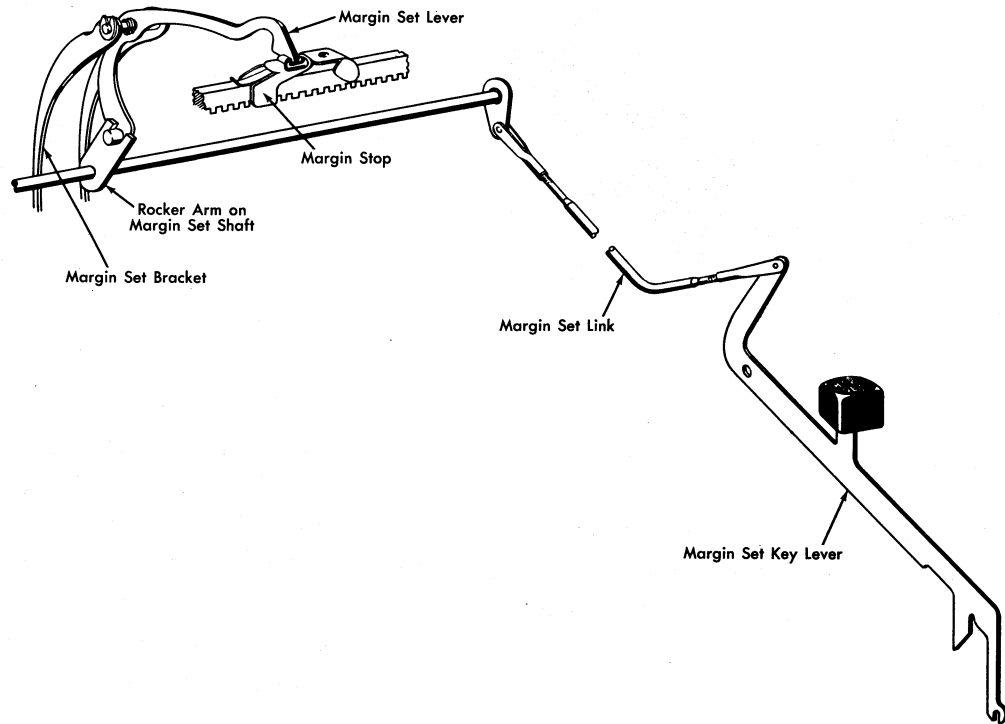 Margin Set Lever
Margin Stop
Rocker Arm on
Margin Set Shaft
Margin Set Bracket
Margin Set Link
Margin Set Key Lever